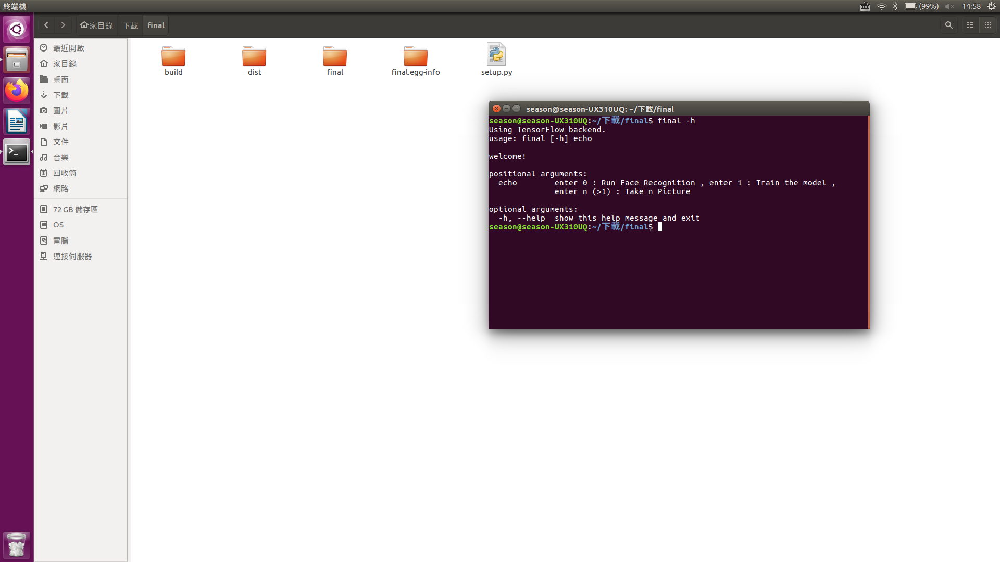 終端機
(99%)
14:58
家目錄
下載
final
最近開啟
家目錄
桌面
下載
圖片
影片
文件
音樂
回收筒
網路
72 GB 儲存區
OS
電腦
連接伺服器
build
dist
final
final.egg-info
setup.py
season@season-UX310UQ: ~/下載/final
season@season-UX310UQ:~/下載/final$ final -h
Using TensorFlow backend.
usage: final [-h] echo
welcome!
positional arguments:
echo enter 0 : Run Face Recognition , enter 1 : Train the model ,
enter n (>1) : Take n Picture
optional arguments:
-h, --help show this help message and exit
season@season-UX310UQ:~/下載/final$